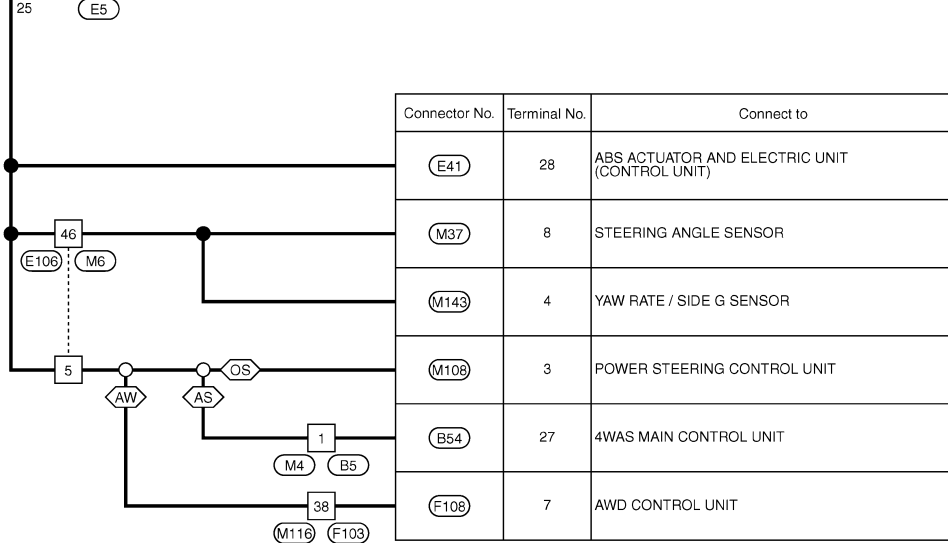 25 E5
Connector No. Terminal No. Connect to
E41 28 ABS ACTUATOR AND ELECTRIC UNIT
(CONTROL UNIT)
46 M37 8 STEERING ANGLE SENSOR
E106 M6
M143 4 YAW RATE / SIDE G SENSOR
5 OS M108 3 POWER STEERING CONTROL UNIT
AW AS
1 B54 27 4WAS MAIN CONTROL UNIT
M4 B5
38 F108 7 AWD CONTROL UNIT
M116 F103